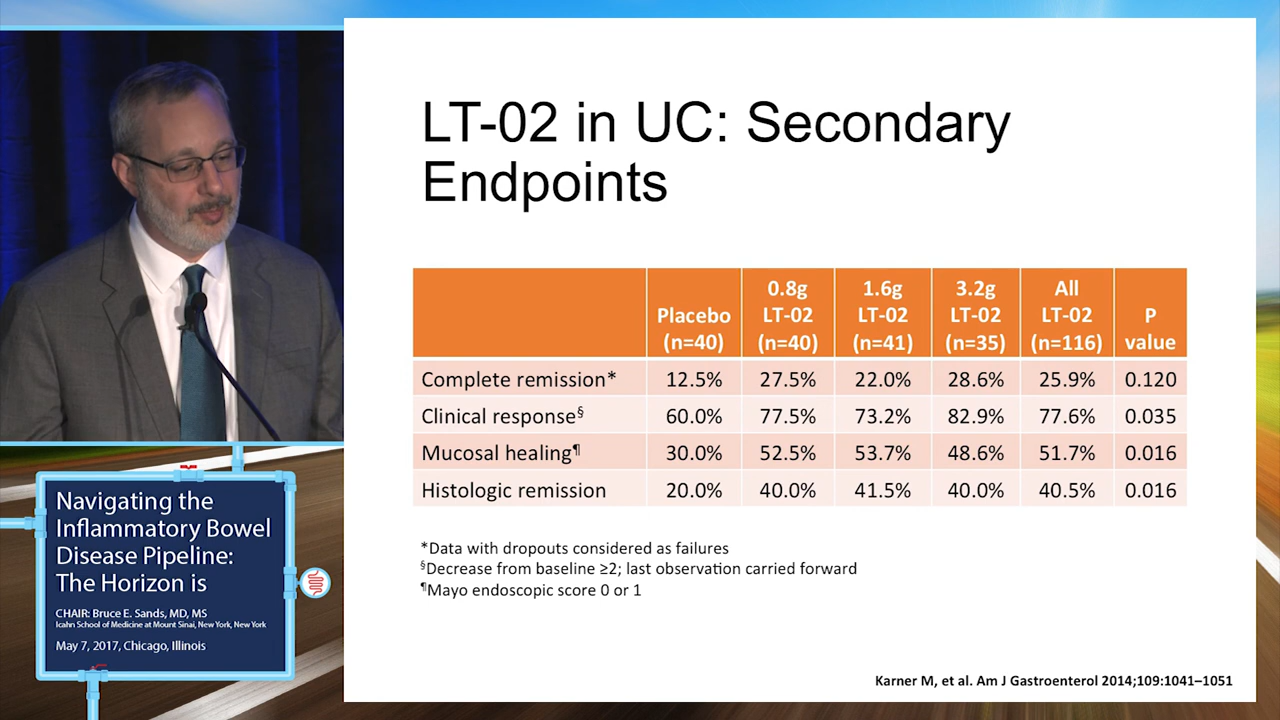 LT-02 in UC: Secondary
Endpoints
Placebo (n=40) 0.8g LT-02 (n=40) 1.6g LT-02 (n=41) 3.2g LT-02 (n=35) All LT-02 (n=116) P value
Complete remission* 12.5% 27.5% 22.0% 28.6% 25.9% 0.120
Clinical response§ 60.0% 77.5% 73.2% 82.9% 77.6% 0.035
Mucosal healing¶ 30.0% 52.5% 53.7% 48.6% 51.7% 0.016
Histologic remission 20.0% 40.0% 41.5% 40.0% 40.5% 0.016
*Data with dropouts considered as failures
§Decrease from baseline ≥2; last observation carried forward
¶Mayo endoscopic score 0 or 1
Karner M, et al. Am J Gastroenterol 2014;109:1041–1051
Navigating the
Inflammatory Bowel
Disease Pipeline:
The Horizon is
CHAIR: Bruce E. Sands, MD, MS
Icahn School of Medicine at Mount Sinai, New York, New York
May 7, 2017, Chicago, Illinois